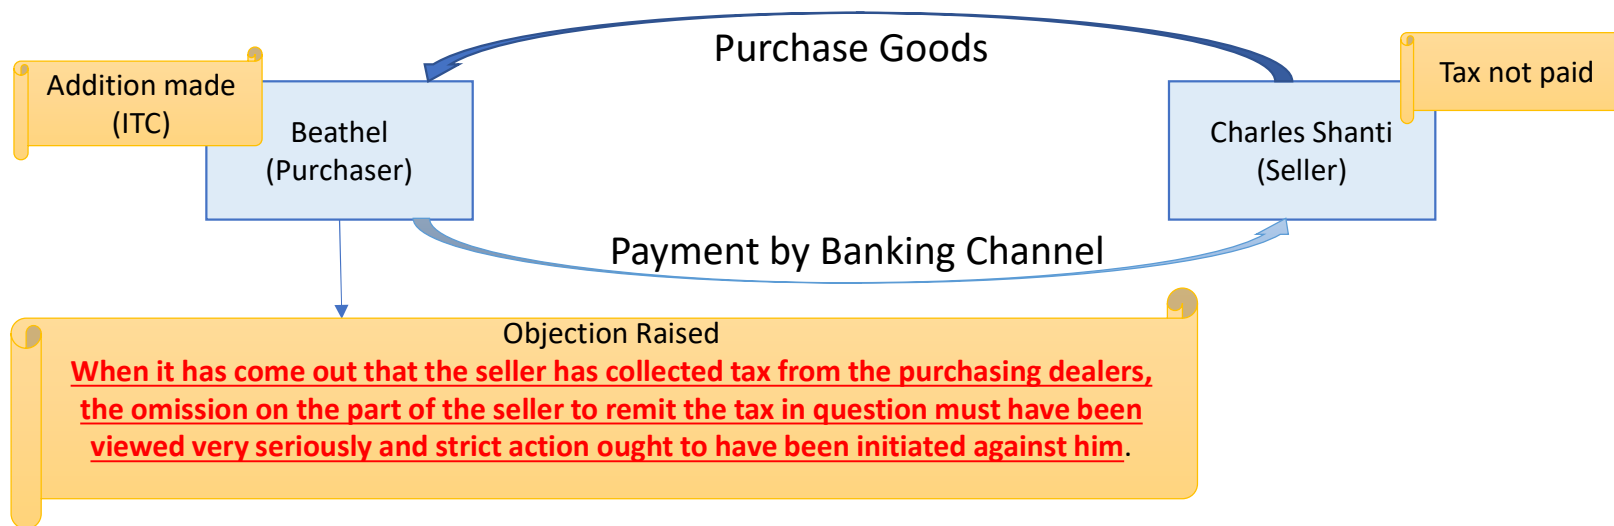 Purchase Goods
Addition made
(ITC)
Tax not paid
Beathel
(Purchaser)
Charles Shanti
(Seller)
Payment by Banking Channel
Objection Raised
When it has come out that the seller has collected tax from the purchasing dealers,
the omission on the part of the seller to remit the tax in question must have been
viewed very seriously and strict action ought to have been initiated against him.